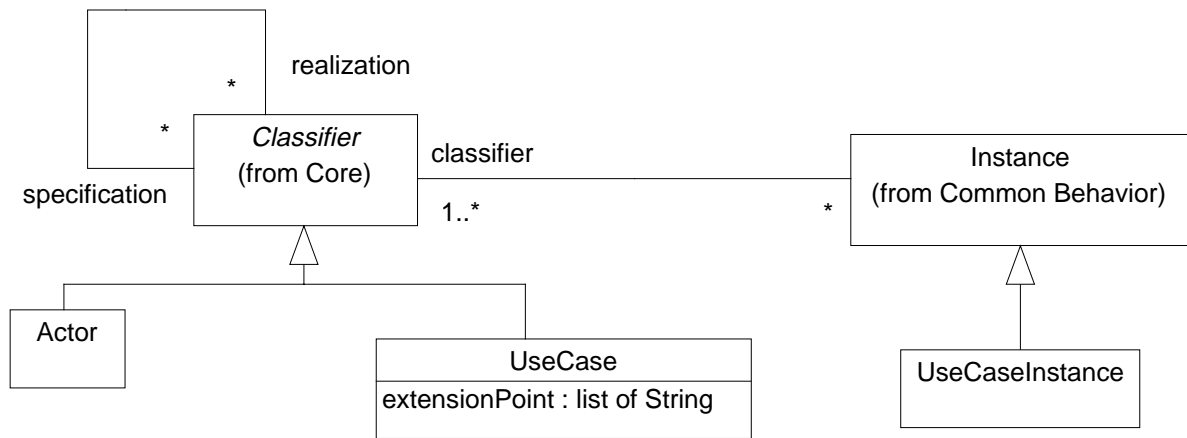 realization
*
*
Classifier
(from Core)
specification
classifier
1..*
*
Instance
(from Common Behavior)
Actor
UseCase
extensionPoint : list of String
UseCaseInstance